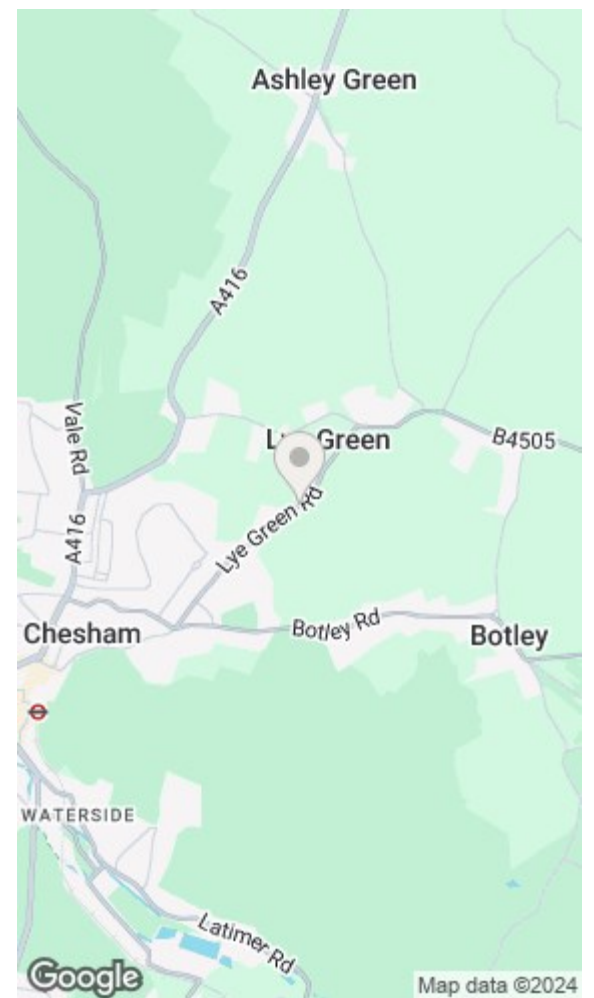 Ashley Green
A416
Vale Rd
Green
B4505
A416
Lye Green Rd
Chesham
Botley Rd
Botley
WATERSIDE
Latimer Rd
Google
Map data ©2024